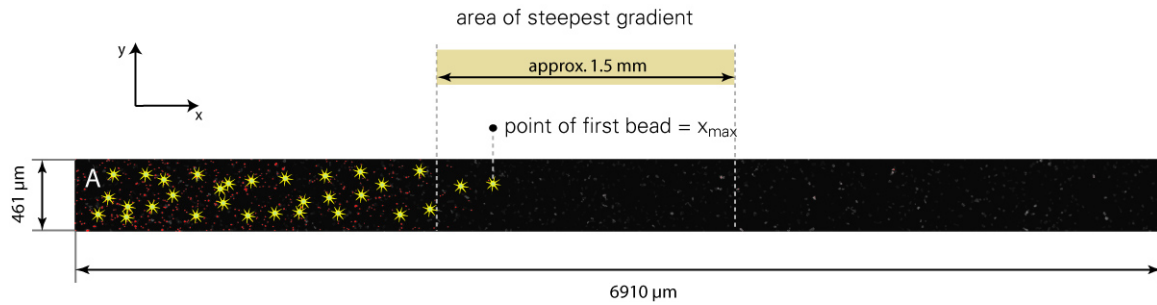 area of steepest gradient
y
approx. 1.5 mm
x
point of first bead = xmax
A
461 µm
6910 µm